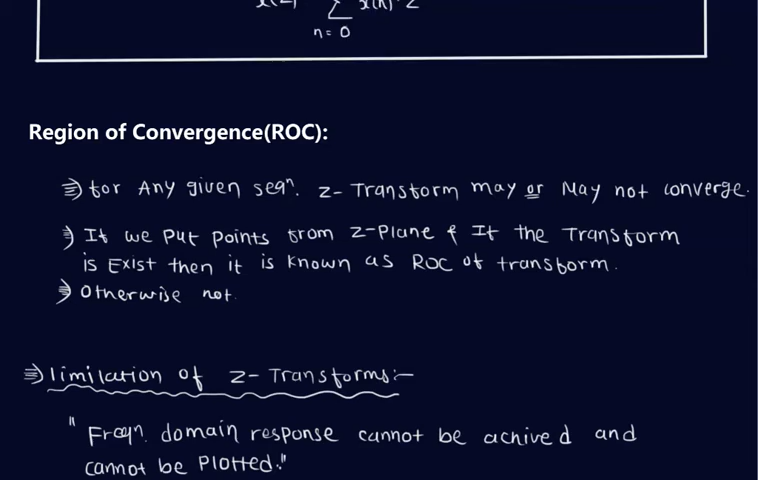 n = 0
Region of Convergence(ROC):
⇒ for Any given seqⁿ. z- Transform may or May not converge.
⇒ If we Put points from z-Plane & If the Transform
is Exist then it is known as ROC of transform.
⇒ Otherwise not
⇒ limilation of z- Transforms:-
"Freqn. domain response cannot be achived and
cannot be Plotted."